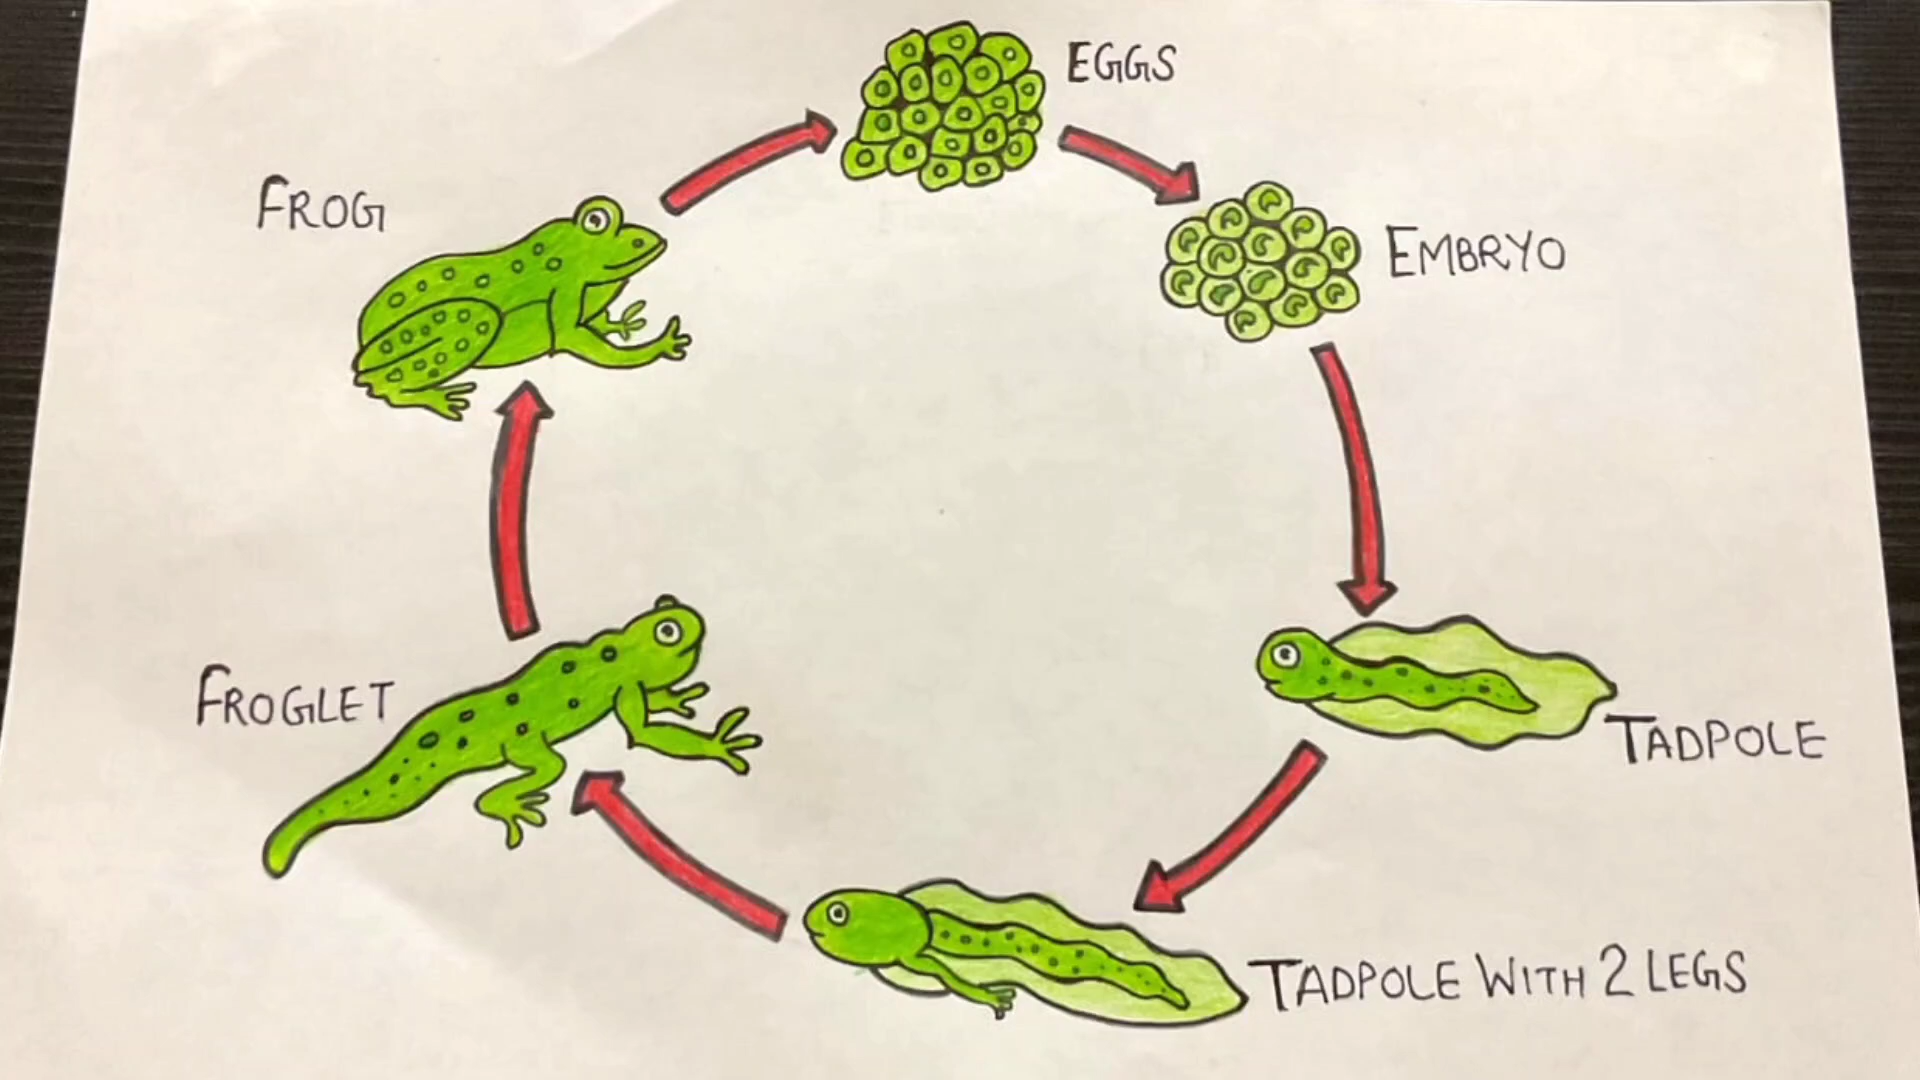 EGGS
FROG
EMBRYO
FROGLET
TADPOLE
TADPOLE WITH 2 LEGS